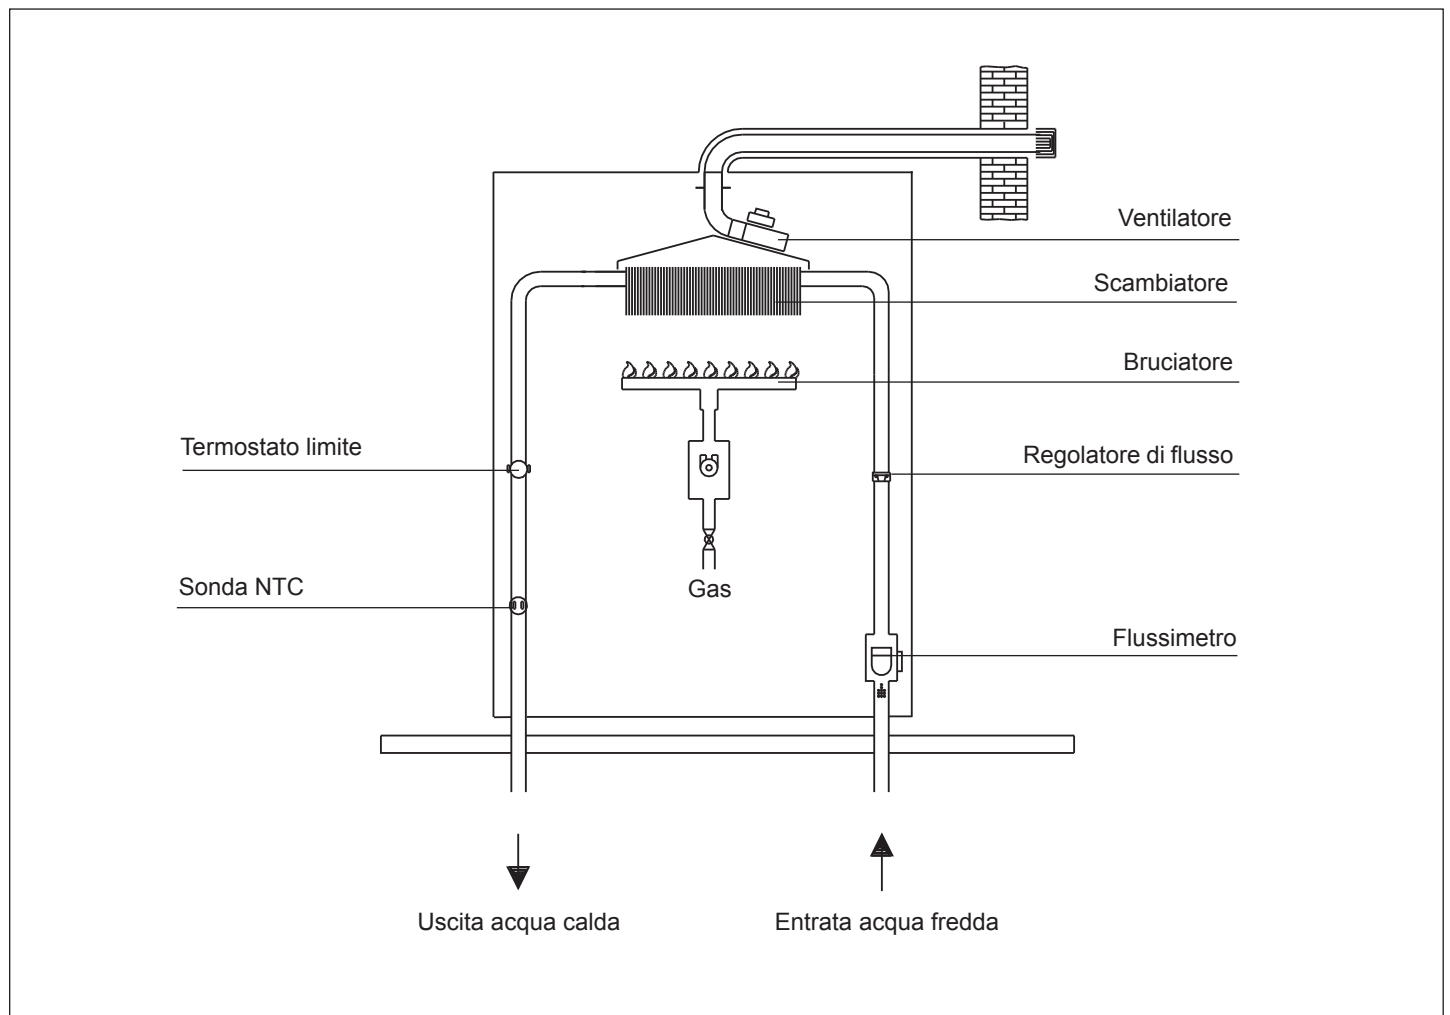 Ventilatore
Scambiatore
Bruciatore
Termostato limite
Regolatore di flusso
Sonda NTC
Gas
Flussimetro
Uscita acqua calda
Entrata acqua fredda